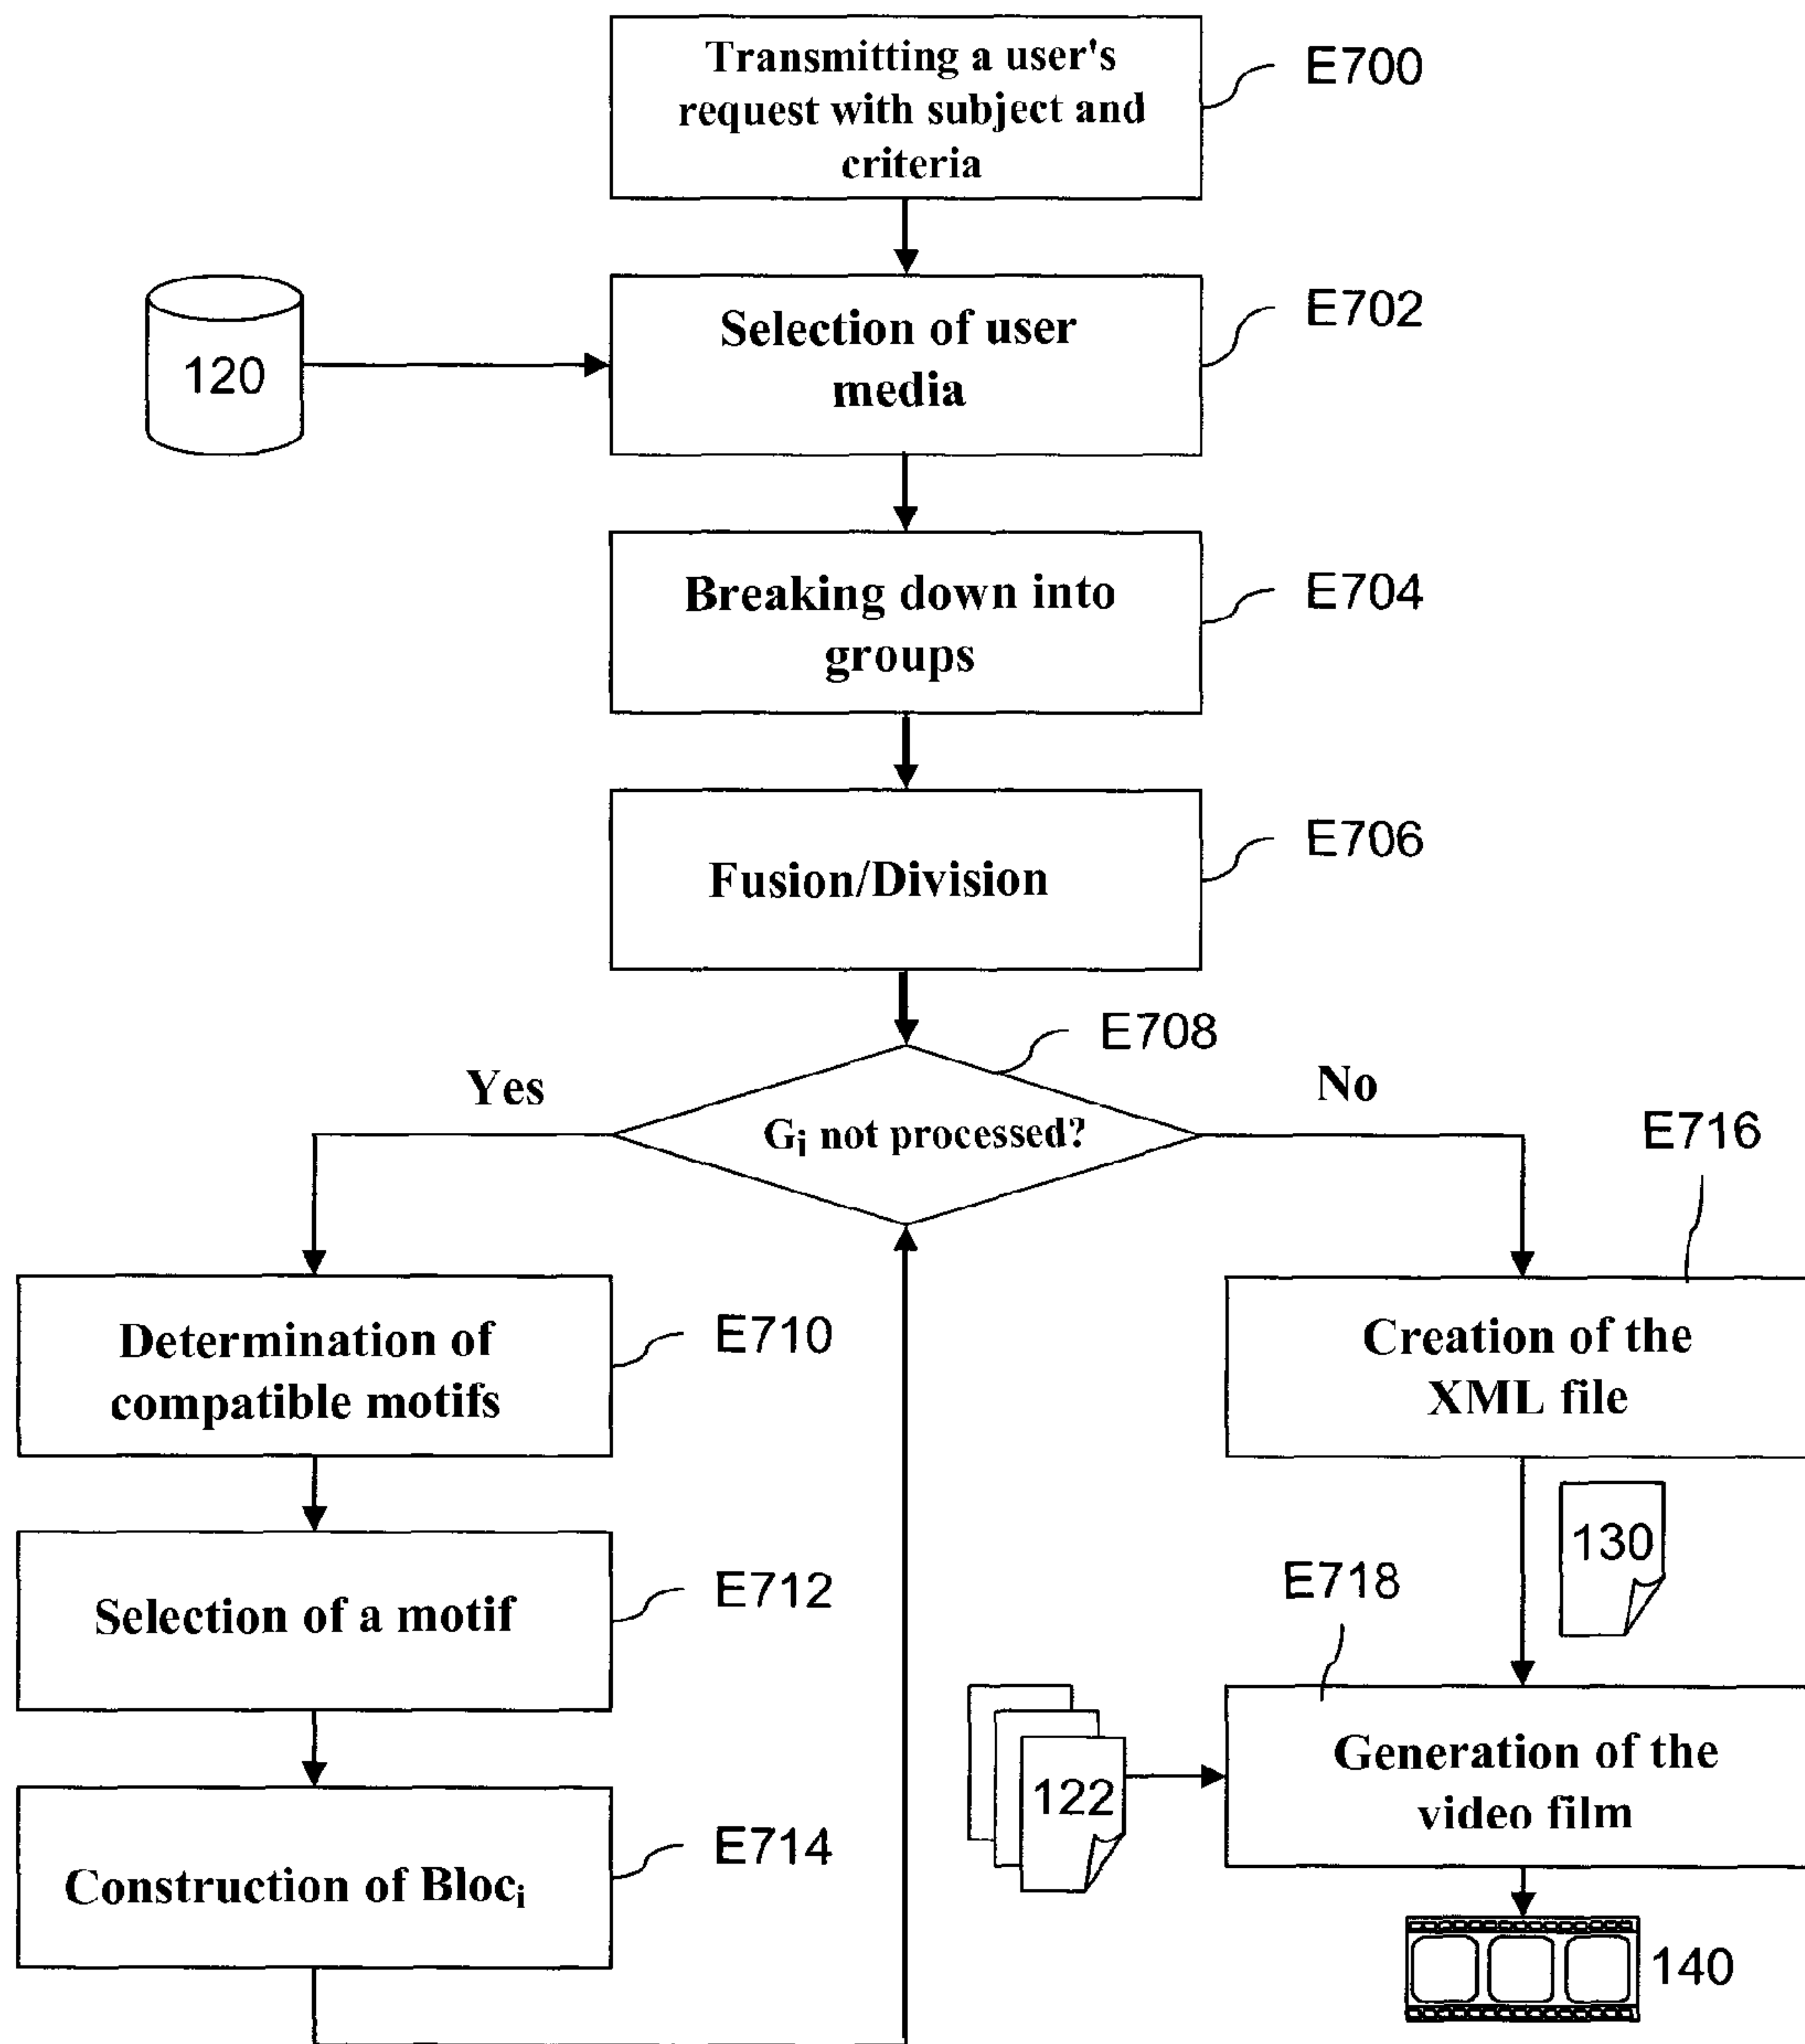 Transmitting a user's
request with subject and
criteria
E700
120
Selection of user
media
E702
Breaking down into
groups
E704
Fusion/Division
E706
E708
Yes
G_i not processed?
No
E716
Determination of
compatible motifs
E710
Creation of the
XML file
130
Selection of a motif
E712
E718
122
Generation of the
video film
Construction of Bloc_i
E714
140